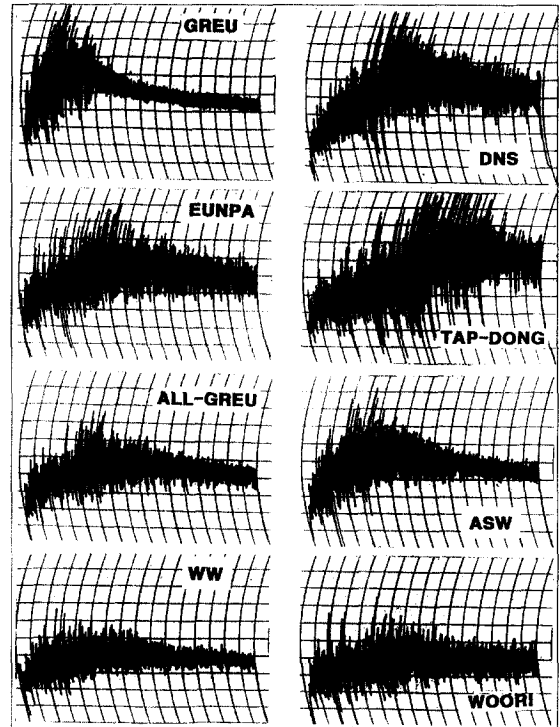 GREU
DNS
EUNPA
TAP-DONG
ALL-GREU
ASW
WW
WOORI